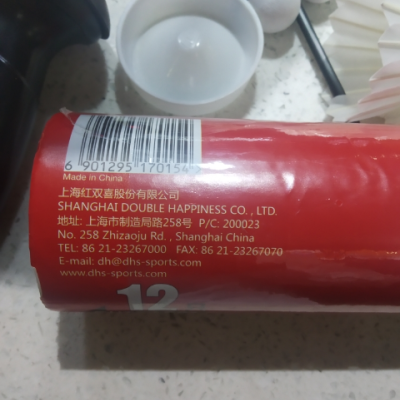 6 901295 170154
Made in China
上海红双喜股份有限公司
SHANGHAI DOUBLE HAPPINESS CO., LTD.
地址: 上海市制造局路258号 P/C: 200023
No. 258 Zhizaoju Rd. , Shanghai China
TEL: 86 21-23267000 FAX: 86 21-23267070
E-mail: dh@dhs-sports.com
www.dhs-sports.com
12